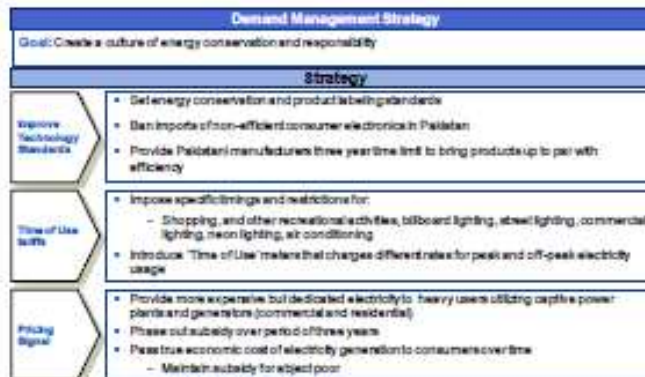 Demand Management Strategy
Goal: Create a culture of energy conservation and responsibility
Strategy
Improve
Technology
Standards
Set energy conservation and product labeling standards
Ban imports of non-efficient consumer electronics in Pakistan
Provide Pakistani manufacturers three year time limit to bring products up to par with
efficiency
Time of Use
tariffs
Impose specific timings and restrictions for:
– Shopping, and other recreational activities, billboard lighting, street lighting, commercial
lighting, neon lighting, air conditioning
Introduce 'Time of Use' meters that charges different rates for peak and off-peak electricity
usage
Pricing
Signal
Provide more expensive but dedicated electricity to heavy users utilizing captive power
plants and generators (commercial and residential)
Phase out subsidy over period of three years
Pass true economic cost of electricity generation to consumers over time
– Maintain subsidy for abject poor